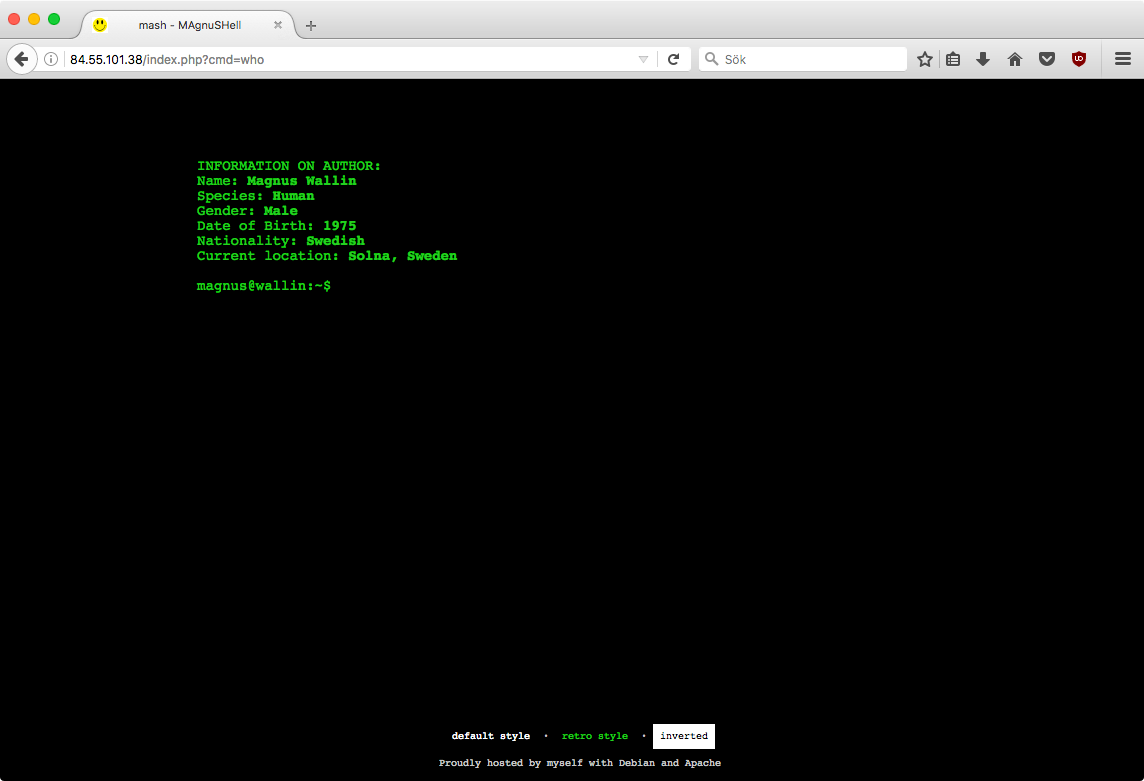 mash - MAgnuSHell
84.55.101.38/index.php?cmd=who
Sök
INFORMATION ON AUTHOR:
Name: Magnus Wallin
Species: Human
Gender: Male
Date of Birth: 1975
Nationality: Swedish
Current location: Solna, Sweden
magnus@wallin:~$
default style · retro style · inverted
Proudly hosted by myself with Debian and Apache